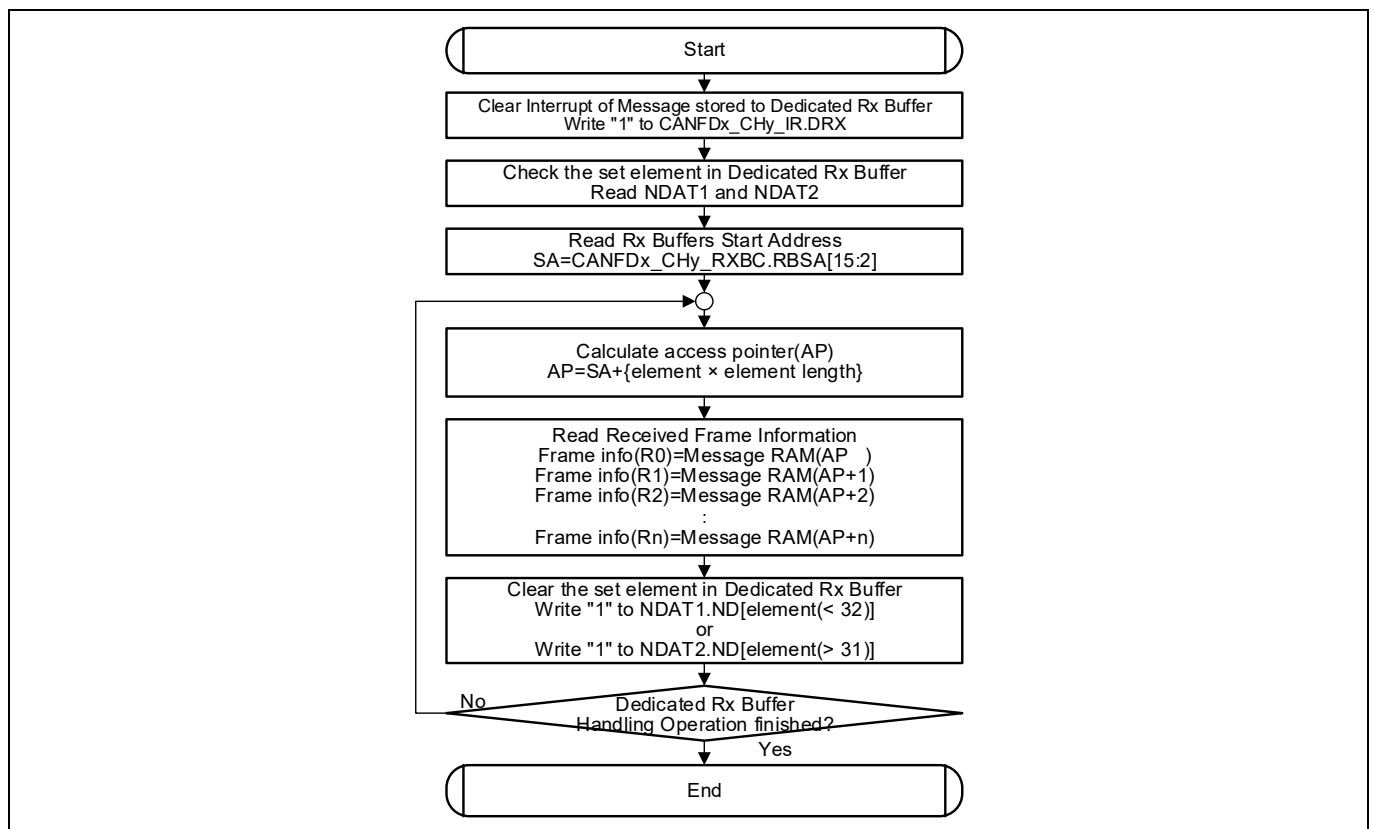 Start
Clear Interrupt of Message stored to Dedicated Rx Buffer
Write "1" to CANFDx_CHy_IR.DRX
Check the set element in Dedicated Rx Buffer
Read NDAT1 and NDAT2
Read Rx Buffers Start Address
SA=CANFDx_CHy_RXBC.RBSA[15:2]
Calculate access pointer(AP)
AP=SA+{element × element length}
Read Received Frame Information
Frame info(R0)=Message RAM(AP   )
Frame info(R1)=Message RAM(AP+1)
Frame info(R2)=Message RAM(AP+2)
:
Frame info(Rn)=Message RAM(AP+n)
Clear the set element in Dedicated Rx Buffer
Write "1" to NDAT1.ND[element(< 32)]
or
Write "1" to NDAT2.ND[element(> 31)]
No
Dedicated Rx Buffer
Handling Operation finished?
Yes
End